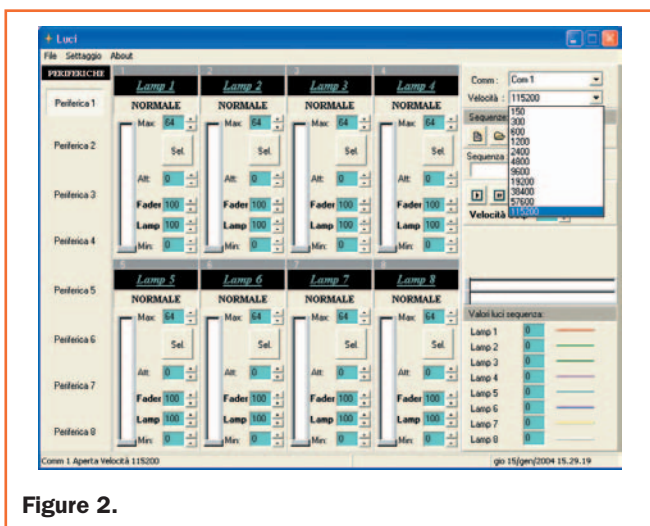 Luci
File Settaggio About
PERIFERICHE
Periferica 1
Periferica 2
Periferica 3
Periferica 4
Periferica 5
Periferica 6
Periferica 7
Periferica 8
1
Lamp 1
NORMALE
Max: 64
Sel.
Att: 0
Fader 100
Lamp 100
Min: 0
2
Lamp 2
NORMALE
Max: 64
Sel.
Att: 0
Fader 100
Lamp 100
Min: 0
3
Lamp 3
NORMALE
Max: 64
Sel.
Att: 0
Fader 100
Lamp 100
Min: 0
4
Lamp 4
NORMALE
Max: 64
Sel.
Att: 0
Fader 100
Lamp 100
Min: 0
5
Lamp 5
NORMALE
Max: 64
Sel.
Att: 0
Fader 100
Lamp 100
Min: 0
6
Lamp 6
NORMALE
Max: 64
Sel.
Att: 0
Fader 100
Lamp 100
Min: 0
7
Lamp 7
NORMALE
Max: 64
Sel.
Att: 0
Fader 100
Lamp 100
Min: 0
8
Lamp 8
NORMALE
Max: 64
Sel.
Att: 0
Fader 100
Lamp 100
Min: 0
Comm : Com 1
Velocità : 115200
150
300
600
1200
2400
4800
9600
19200
38400
57600
115200
Sequenze
Sequenza
Velocità
Valori luci sequenza:
Lamp 1 0
Lamp 2 0
Lamp 3 0
Lamp 4 0
Lamp 5 0
Lamp 6 0
Lamp 7 0
Lamp 8 0
Comm 1 Aperta Velocità 115200
gio 15/gen/2004 15.29.19
Figure 2.